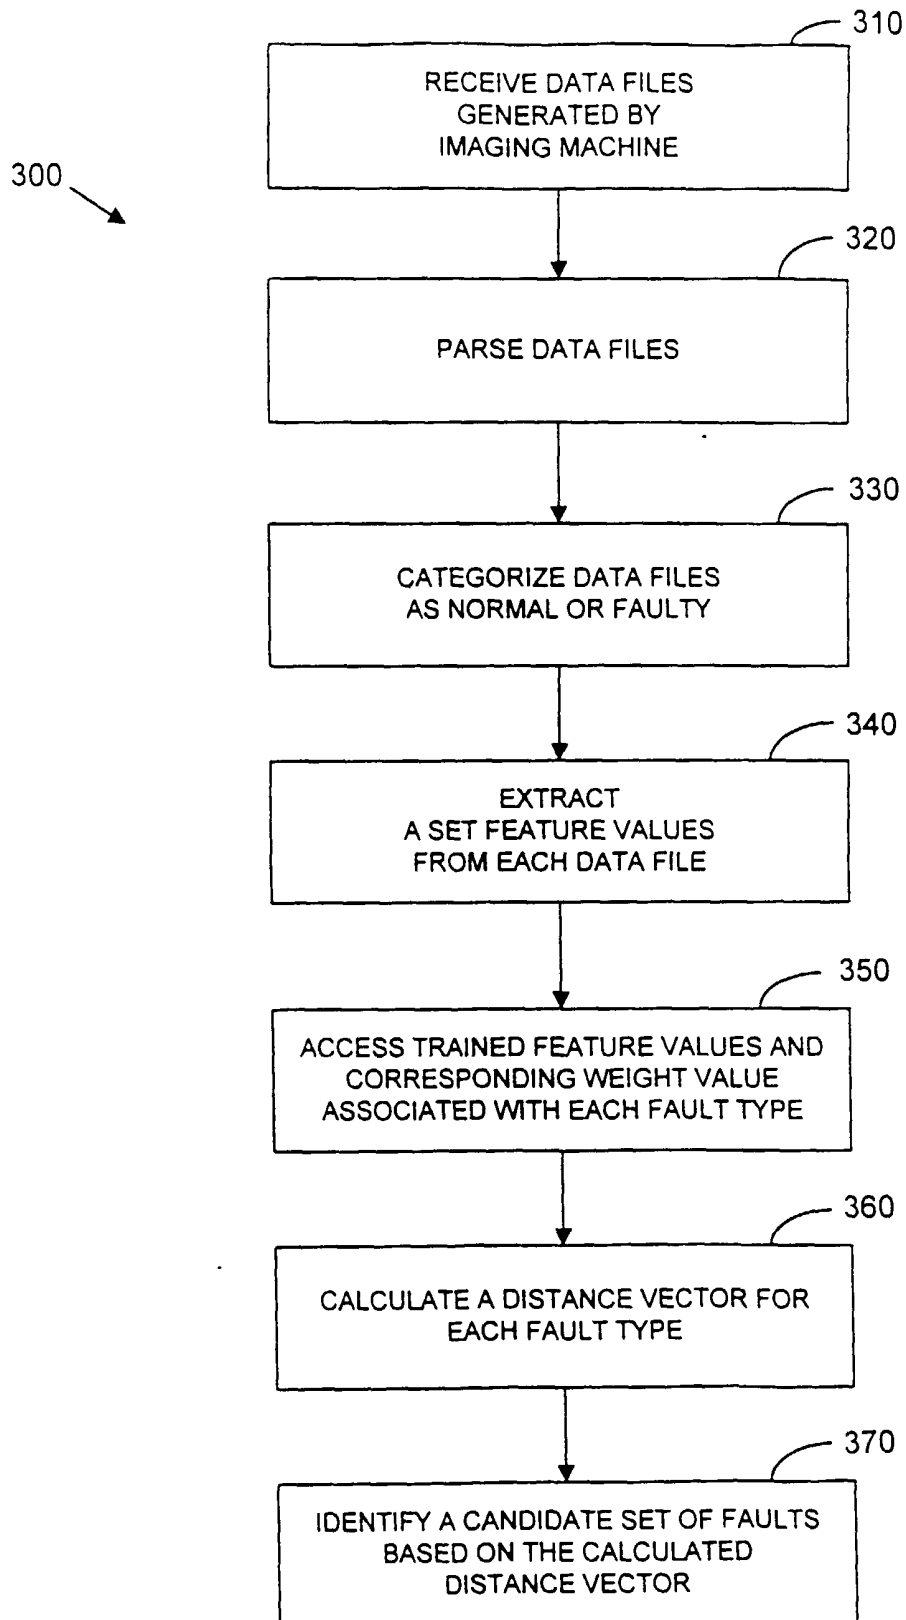 310
RECEIVE DATA FILES
GENERATED BY
IMAGING MACHINE
300
320
PARSE DATA FILES
330
CATEGORIZE DATA FILES
AS NORMAL OR FAULTY
340
EXTRACT
A SET FEATURE VALUES
FROM EACH DATA FILE
350
ACCESS TRAINED FEATURE VALUES AND
CORRESPONDING WEIGHT VALUE
ASSOCIATED WITH EACH FAULT TYPE
360
CALCULATE A DISTANCE VECTOR FOR
EACH FAULT TYPE
370
IDENTIFY A CANDIDATE SET OF FAULTS
BASED ON THE CALCULATED
DISTANCE VECTOR